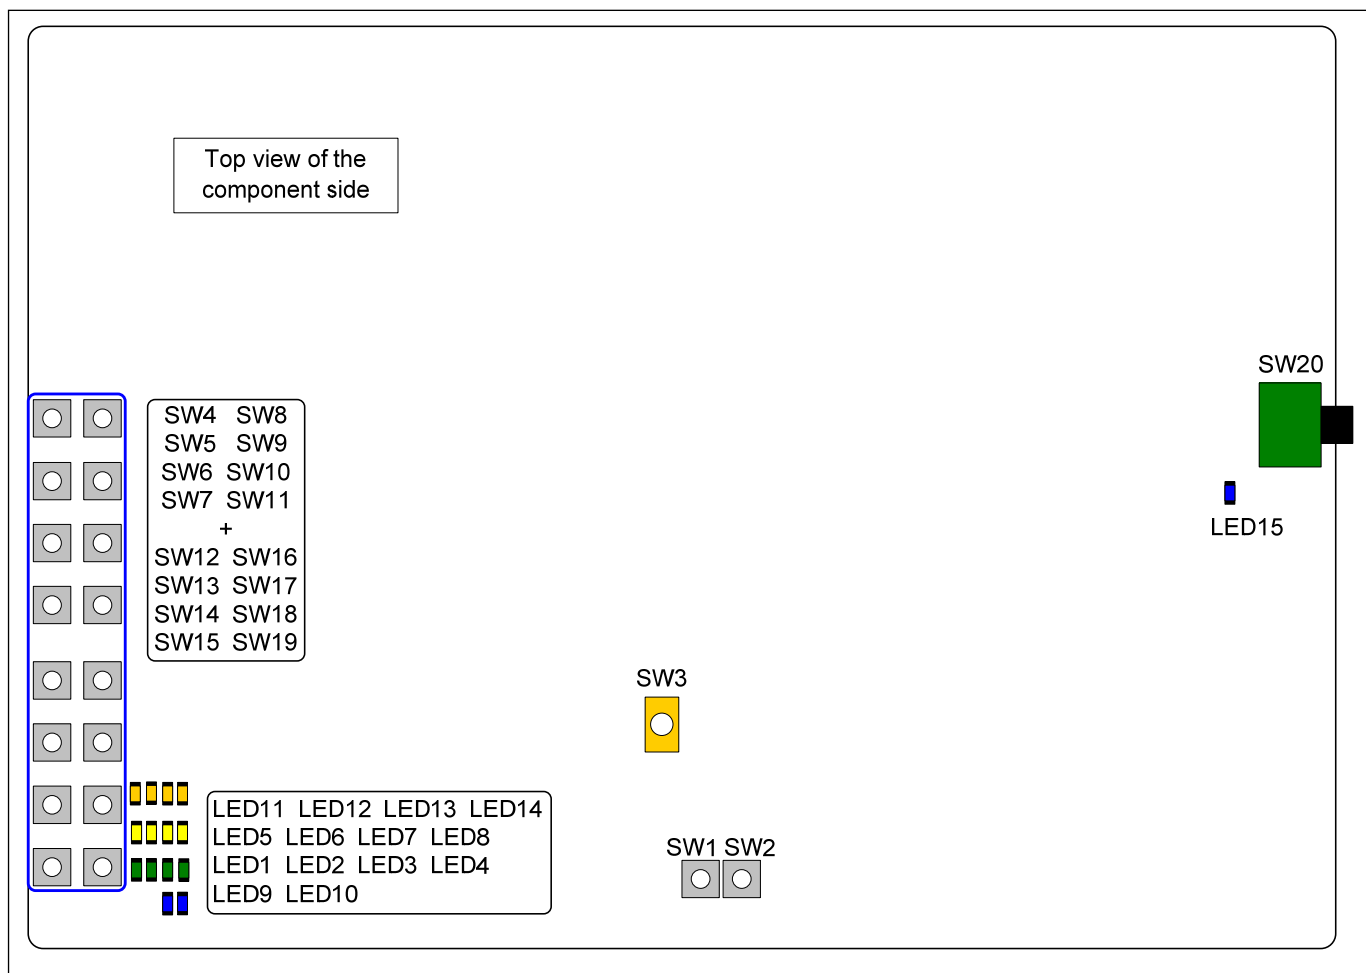 Top view of the
component side
SW20
SW4 SW8
SW5 SW9
SW6 SW10
SW7 SW11
+
SW12 SW16
SW13 SW17
SW14 SW18
SW15 SW19
LED15
SW3
LED11 LED12 LED13 LED14
LED5 LED6 LED7 LED8
LED1 LED2 LED3 LED4
LED9 LED10
SW1 SW2